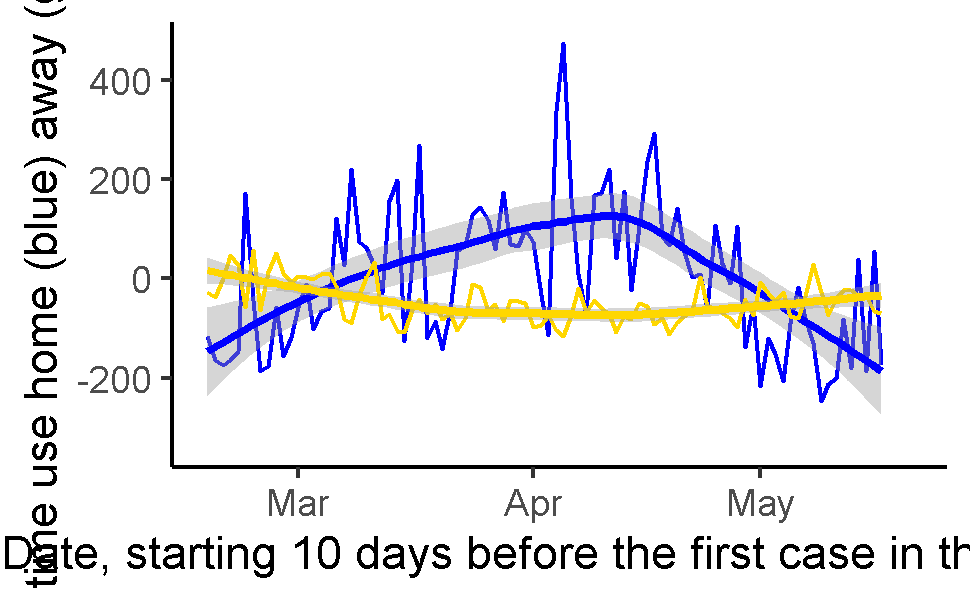 time use home (blue) away (
400
200
0
-200
Mar
Apr
May
Date, starting 10 days before the first case in th